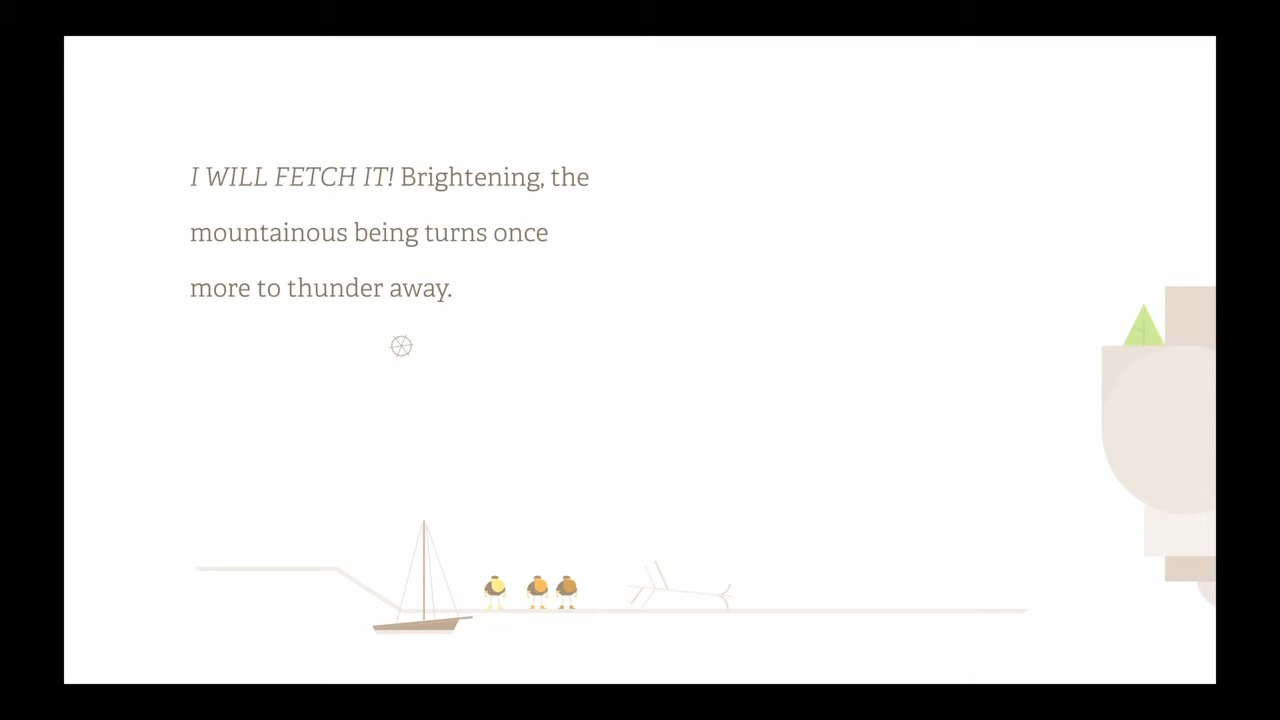 I WILL FETCH IT! Brightening, the
mountainous being turns once
more to thunder away.